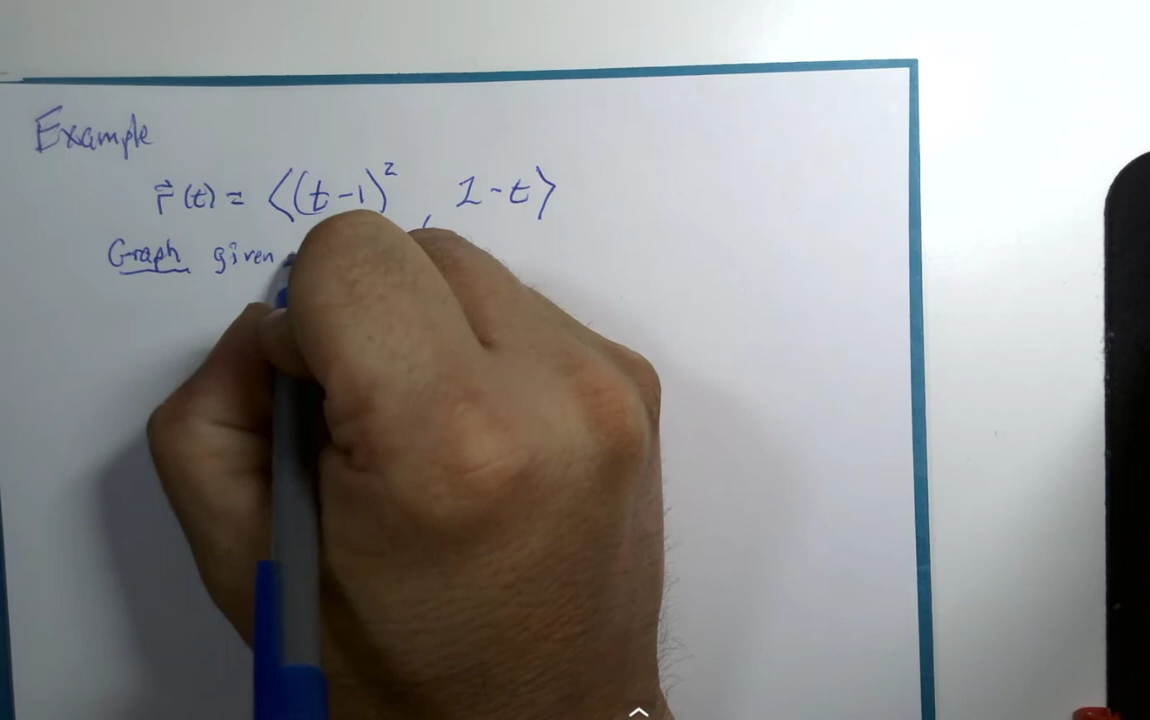 Example
r⃗(t) = ⟨(t-1)², 1-t⟩
Graph given